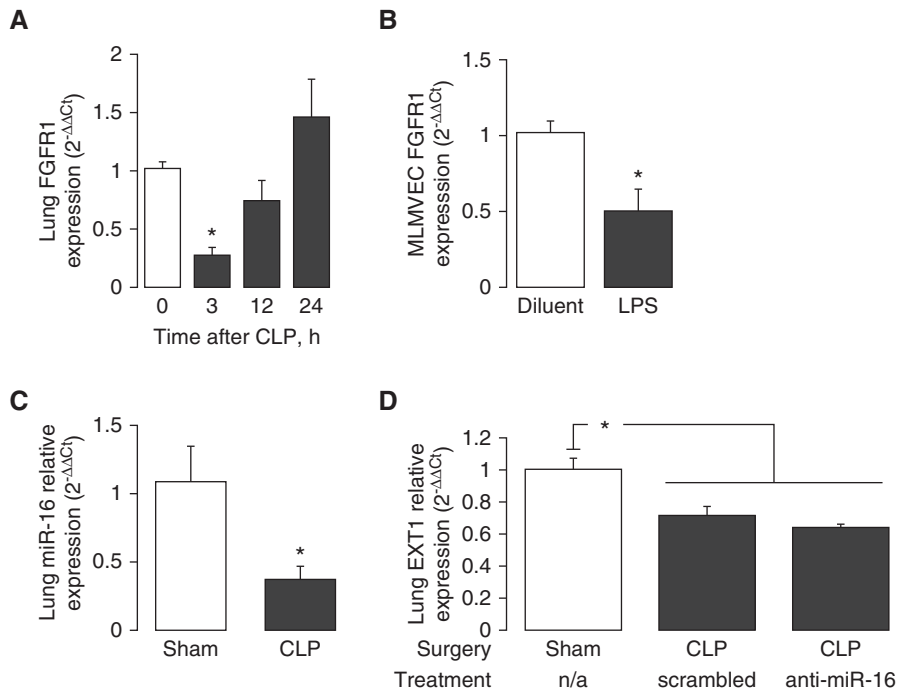 A
Lung FGFR1
expression (2-ΔΔCt)
2
1.5
1
0.5
0
*
0 3 12 24
Time after CLP, h
B
MLMVEC FGFR1
expresssion (2-ΔΔCt)
1.5
1
0.5
0
*
Diluent LPS
C
Lung miR-16 relative
expression (2-ΔΔCt)
1.5
1
0.5
0
*
Sham CLP
D
Lung EXT1 relative
expression (2-ΔΔCt)
1.2
1
0.8
0.6
0.4
0.2
0
*
Surgery Sham CLP CLP
Treatment n/a scrambled anti-miR-16